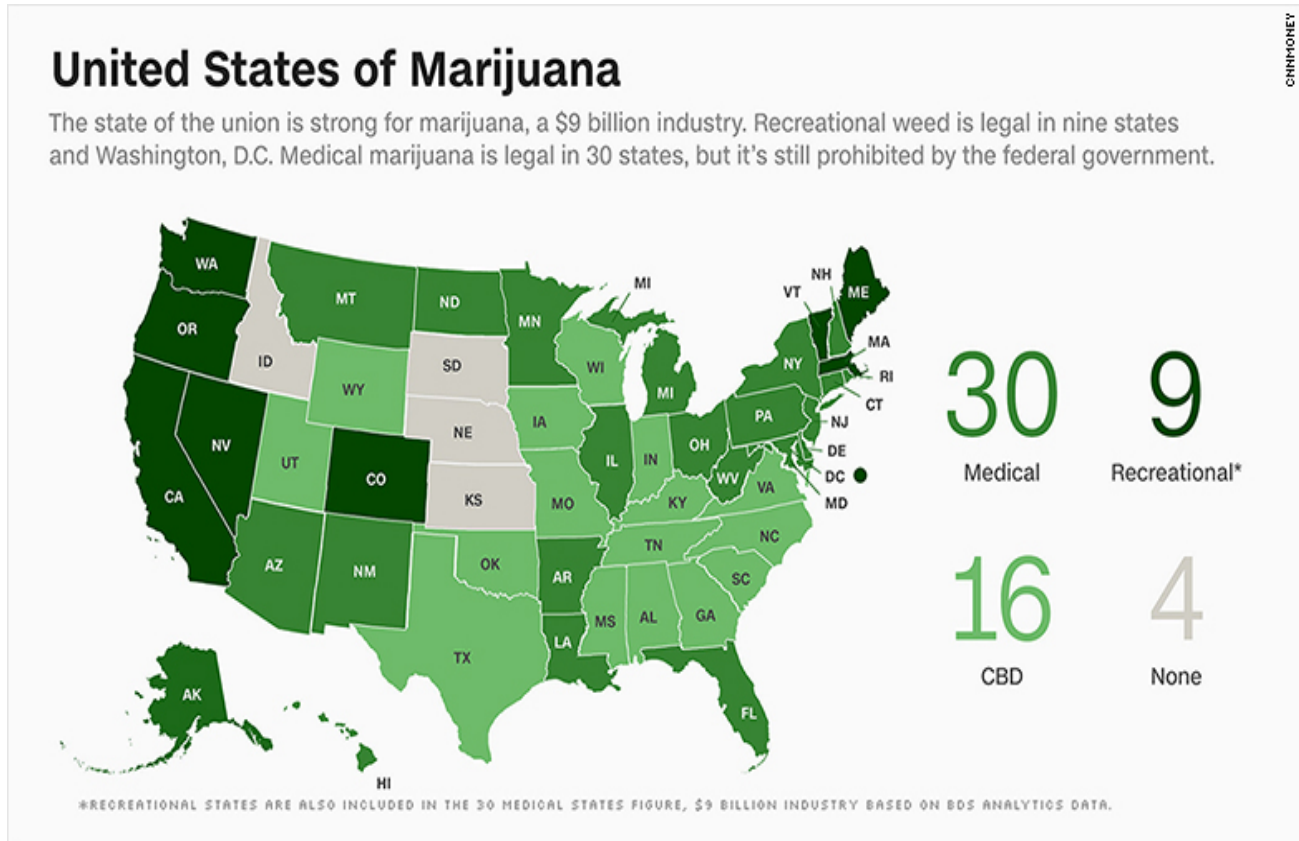 CNNMONEY
United States of Marijuana
The state of the union is strong for marijuana, a $9 billion industry. Recreational weed is legal in nine states
and Washington, D.C. Medical marijuana is legal in 30 states, but it's still prohibited by the federal government.
WA
MT
ND
MN
MI
VT
NH
ME
OR
ID
SD
WI
MI
NY
MA
RI
CT
WY
NE
IA
PA
NJ
NV
UT
CO
IL
IN
OH
DE
DC
MD
CA
KS
MO
KY
WV
VA
AZ
NM
OK
AR
TN
NC
SC
TX
LA
MS
AL
GA
FL
AK
HI
30
Medical
9
Recreational*
16
CBD
4
None
*RECREATIONAL STATES ARE ALSO INCLUDED IN THE 30 MEDICAL STATES FIGURE, $9 BILLION INDUSTRY BASED ON BDS ANALYTICS DATA.